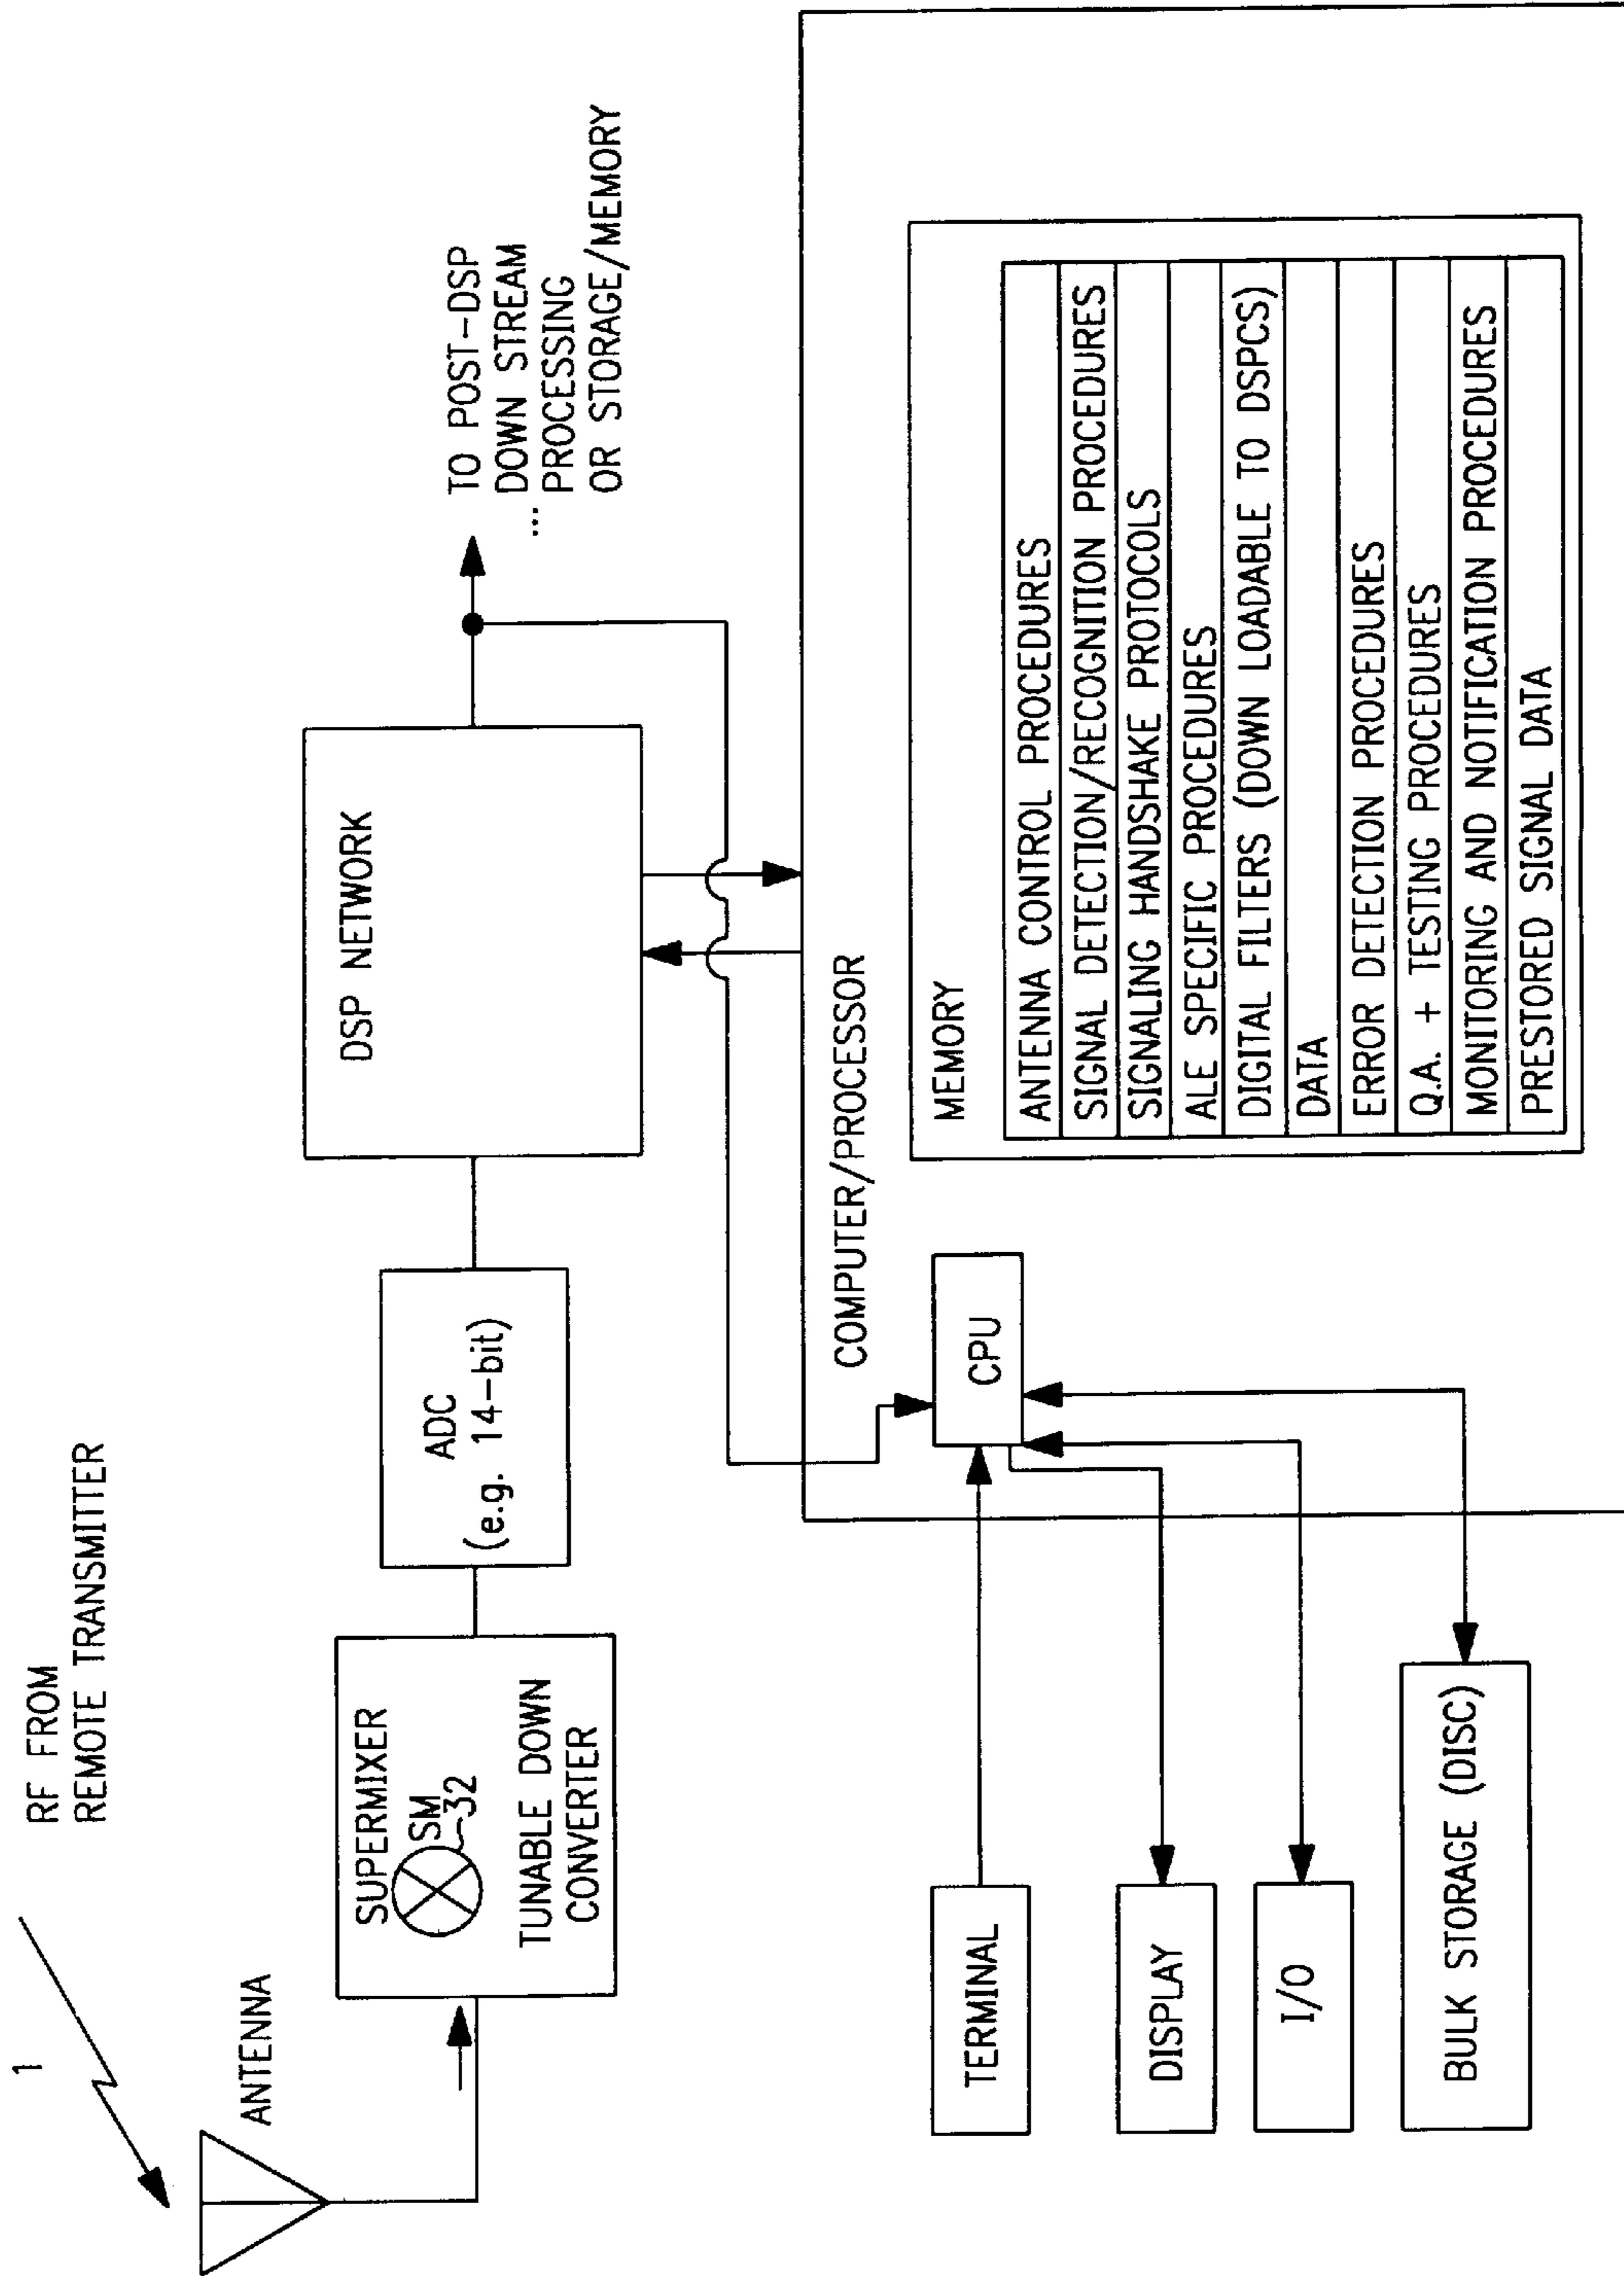 1
RF FROM
REMOTE TRANSMITTER
ANTENNA
SUPERMIXER
SM
32
TUNABLE DOWN
CONVERTER
ADC
(e.g. 14-bit)
DSP NETWORK
TO POST-DSP
DOWN STREAM
... PROCESSING
OR STORAGE/MEMORY
COMPUTER/PROCESSOR
TERMINAL
DISPLAY
I/O
BULK STORAGE (DISC)
CPU
MEMORY
ANTENNA CONTROL PROCEDURES
SIGNAL DETECTION/RECOGNITION PROCEDURES
SIGNALING HANDSHAKE PROTOCOLS
ALE SPECIFIC PROCEDURES
DIGITAL FILTERS (DOWN LOADABLE TO DSPCS)
DATA
ERROR DETECTION PROCEDURES
Q.A. + TESTING PROCEDURES
MONITORING AND NOTIFICATION PROCEDURES
PRESTORED SIGNAL DATA